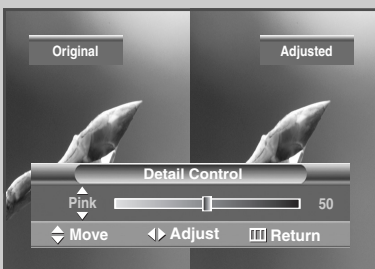 Original Adjusted
Detail Control
Pink 50
Move Adjust Return